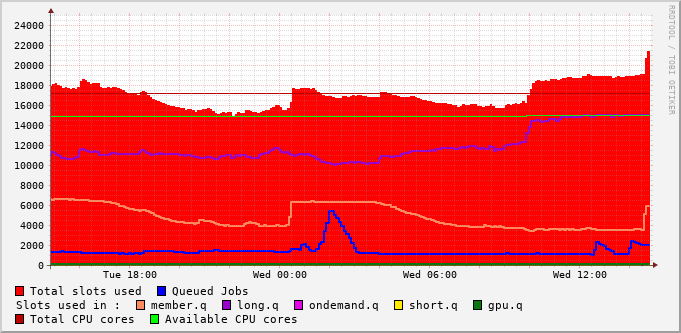 RRDTOOL / TOBI OETIKER
24000
22000
20000
18000
16000
14000
12000
10000
8000
6000
4000
2000
0
Tue 18:00 Wed 00:00 Wed 06:00 Wed 12:00
Total slots used Queued Jobs
Slots used in : member.q long.q ondemand.q short.q gpu.q
Total CPU cores Available CPU cores